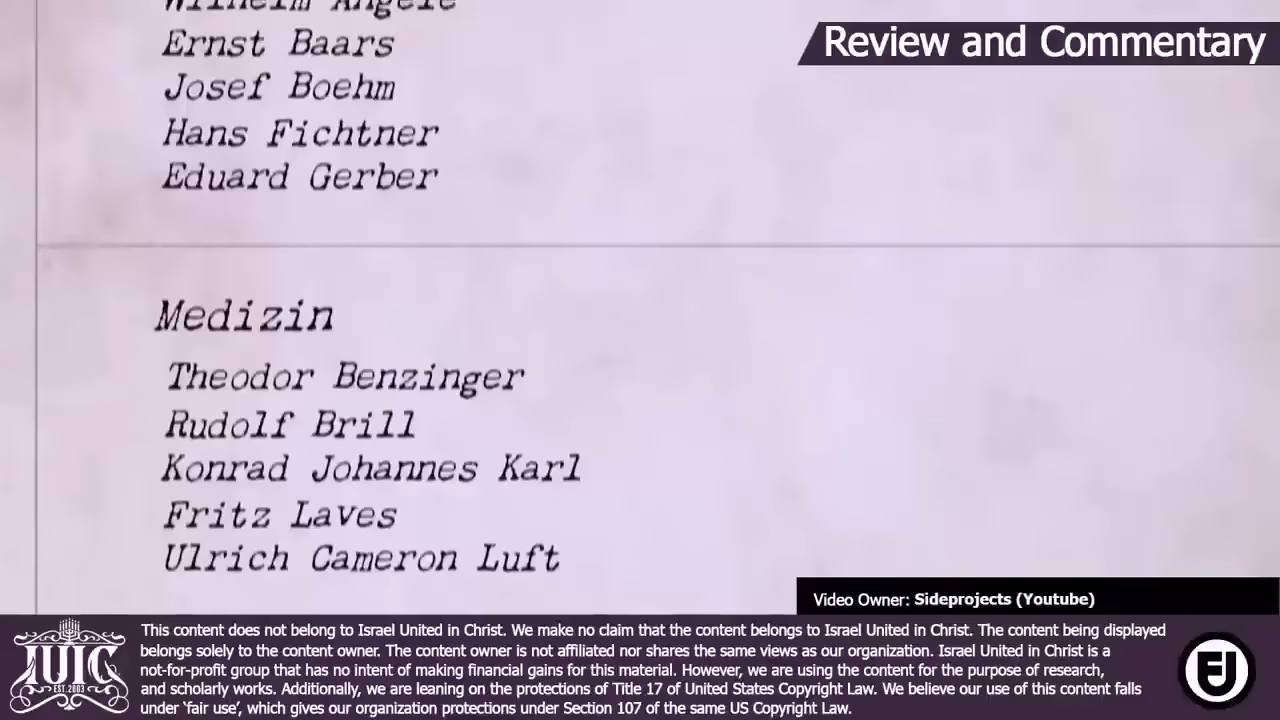 Wilhelm Angele
Ernst Baars
Josef Boehm
Hans Fichtner
Eduard Gerber
Medizin
Theodor Benzinger
Rudolf Brill
Konrad Johannes Karl
Fritz Laves
Ulrich Cameron Luft
Review and Commentary
Video Owner: Sideprojects (Youtube)
IUIC
EST. 2003
This content does not belong to Israel United in Christ. We make no claim that the content belongs to Israel United in Christ. The content being displayed
belongs solely to the content owner. The content owner is not affiliated nor shares the same views as our organization. Israel United in Christ is a
not-for-profit group that has no intent of making financial gains for this material. However, we are using the content for the purpose of research,
and scholarly works. Additionally, we are leaning on the protections of Title 17 of United States Copyright Law. We believe our use of this content falls
under ‘fair use’, which gives our organization protections under Section 107 of the same US Copyright Law.